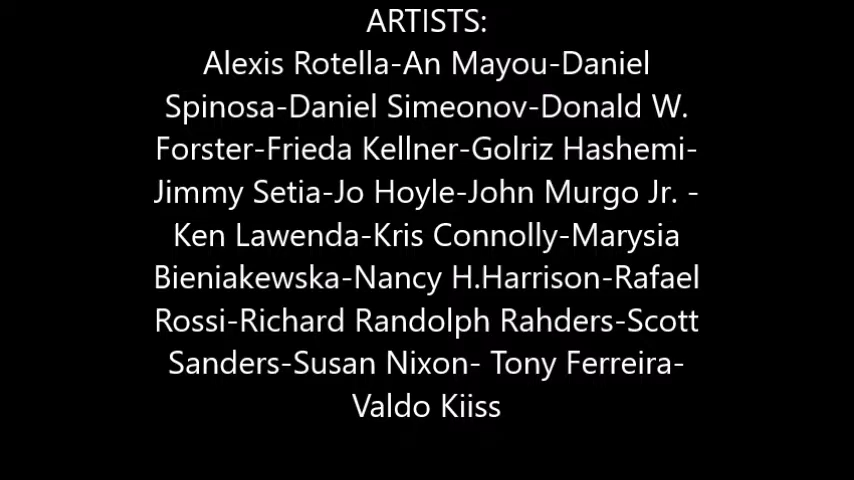 ARTISTS:
Alexis Rotella-An Mayou-Daniel
Spinosa-Daniel Simeonov-Donald W.
Forster-Frieda Kellner-Golriz Hashemi-
Jimmy Setia-Jo Hoyle-John Murgo Jr. -
Ken Lawenda-Kris Connolly-Marysia
Bieniakewska-Nancy H.Harrison-Rafael
Rossi-Richard Randolph Rahders-Scott
Sanders-Susan Nixon- Tony Ferreira-
Valdo Kiiss